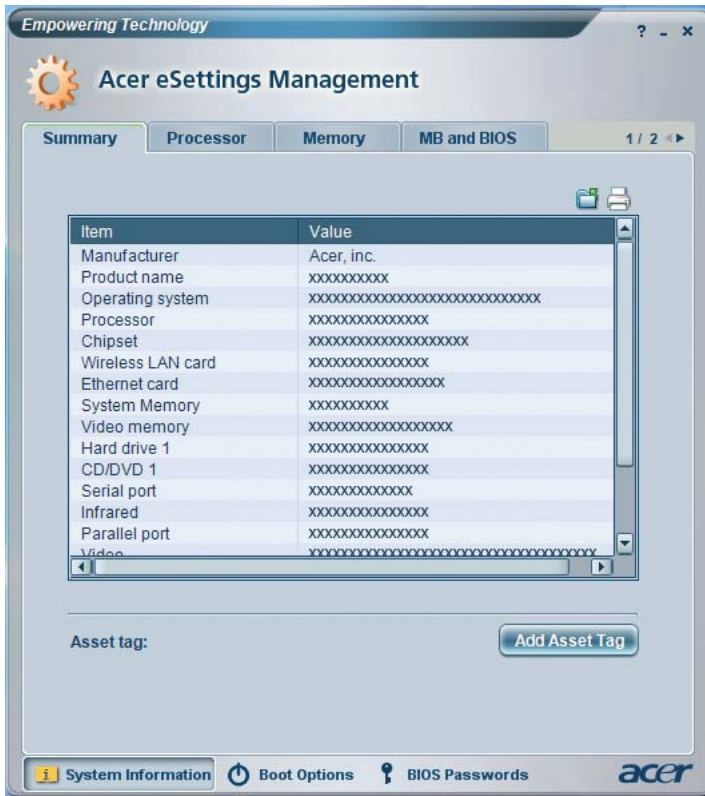 Empowering Technology
? - x
Acer eSettings Management
Summary Processor Memory MB and BIOS 1 / 2
Item Value
Manufacturer Acer, inc.
Product name xxxxxxxxxx
Operating system xxxxxxxxxxxxxxxxxxxxxxxxxxxxx
Processor xxxxxxxxxxxxxxx
Chipset xxxxxxxxxxxxxxxxxxxx
Wireless LAN card xxxxxxxxxxxxxxx
Ethernet card xxxxxxxxxxxxxxxxx
System Memory xxxxxxxxxx
Video memory xxxxxxxxxxxxxxxxxx
Hard drive 1 xxxxxxxxxxxxxxx
CD/DVD 1 xxxxxxxxxxxxxxx
Serial port xxxxxxxxxxxxx
Infrared xxxxxxxxxxxxxxx
Parallel port xxxxxxxxxxxxxxx
Video xxxxxxxxxxxxxxxxxxxxxxxxxxxxxxxxxxxx
Asset tag: Add Asset Tag
System Information Boot Options BIOS Passwords acer